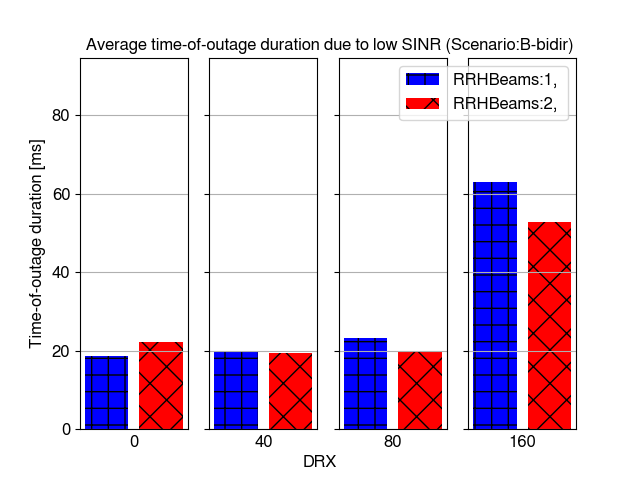 Average time-of-outage duration due to low SINR (Scenario:B-bidir)
RRHBeams:1,
RRHBeams:2,
Time-of-outage duration [ms]
80
60
40
20
0
0 40 80 160
DRX